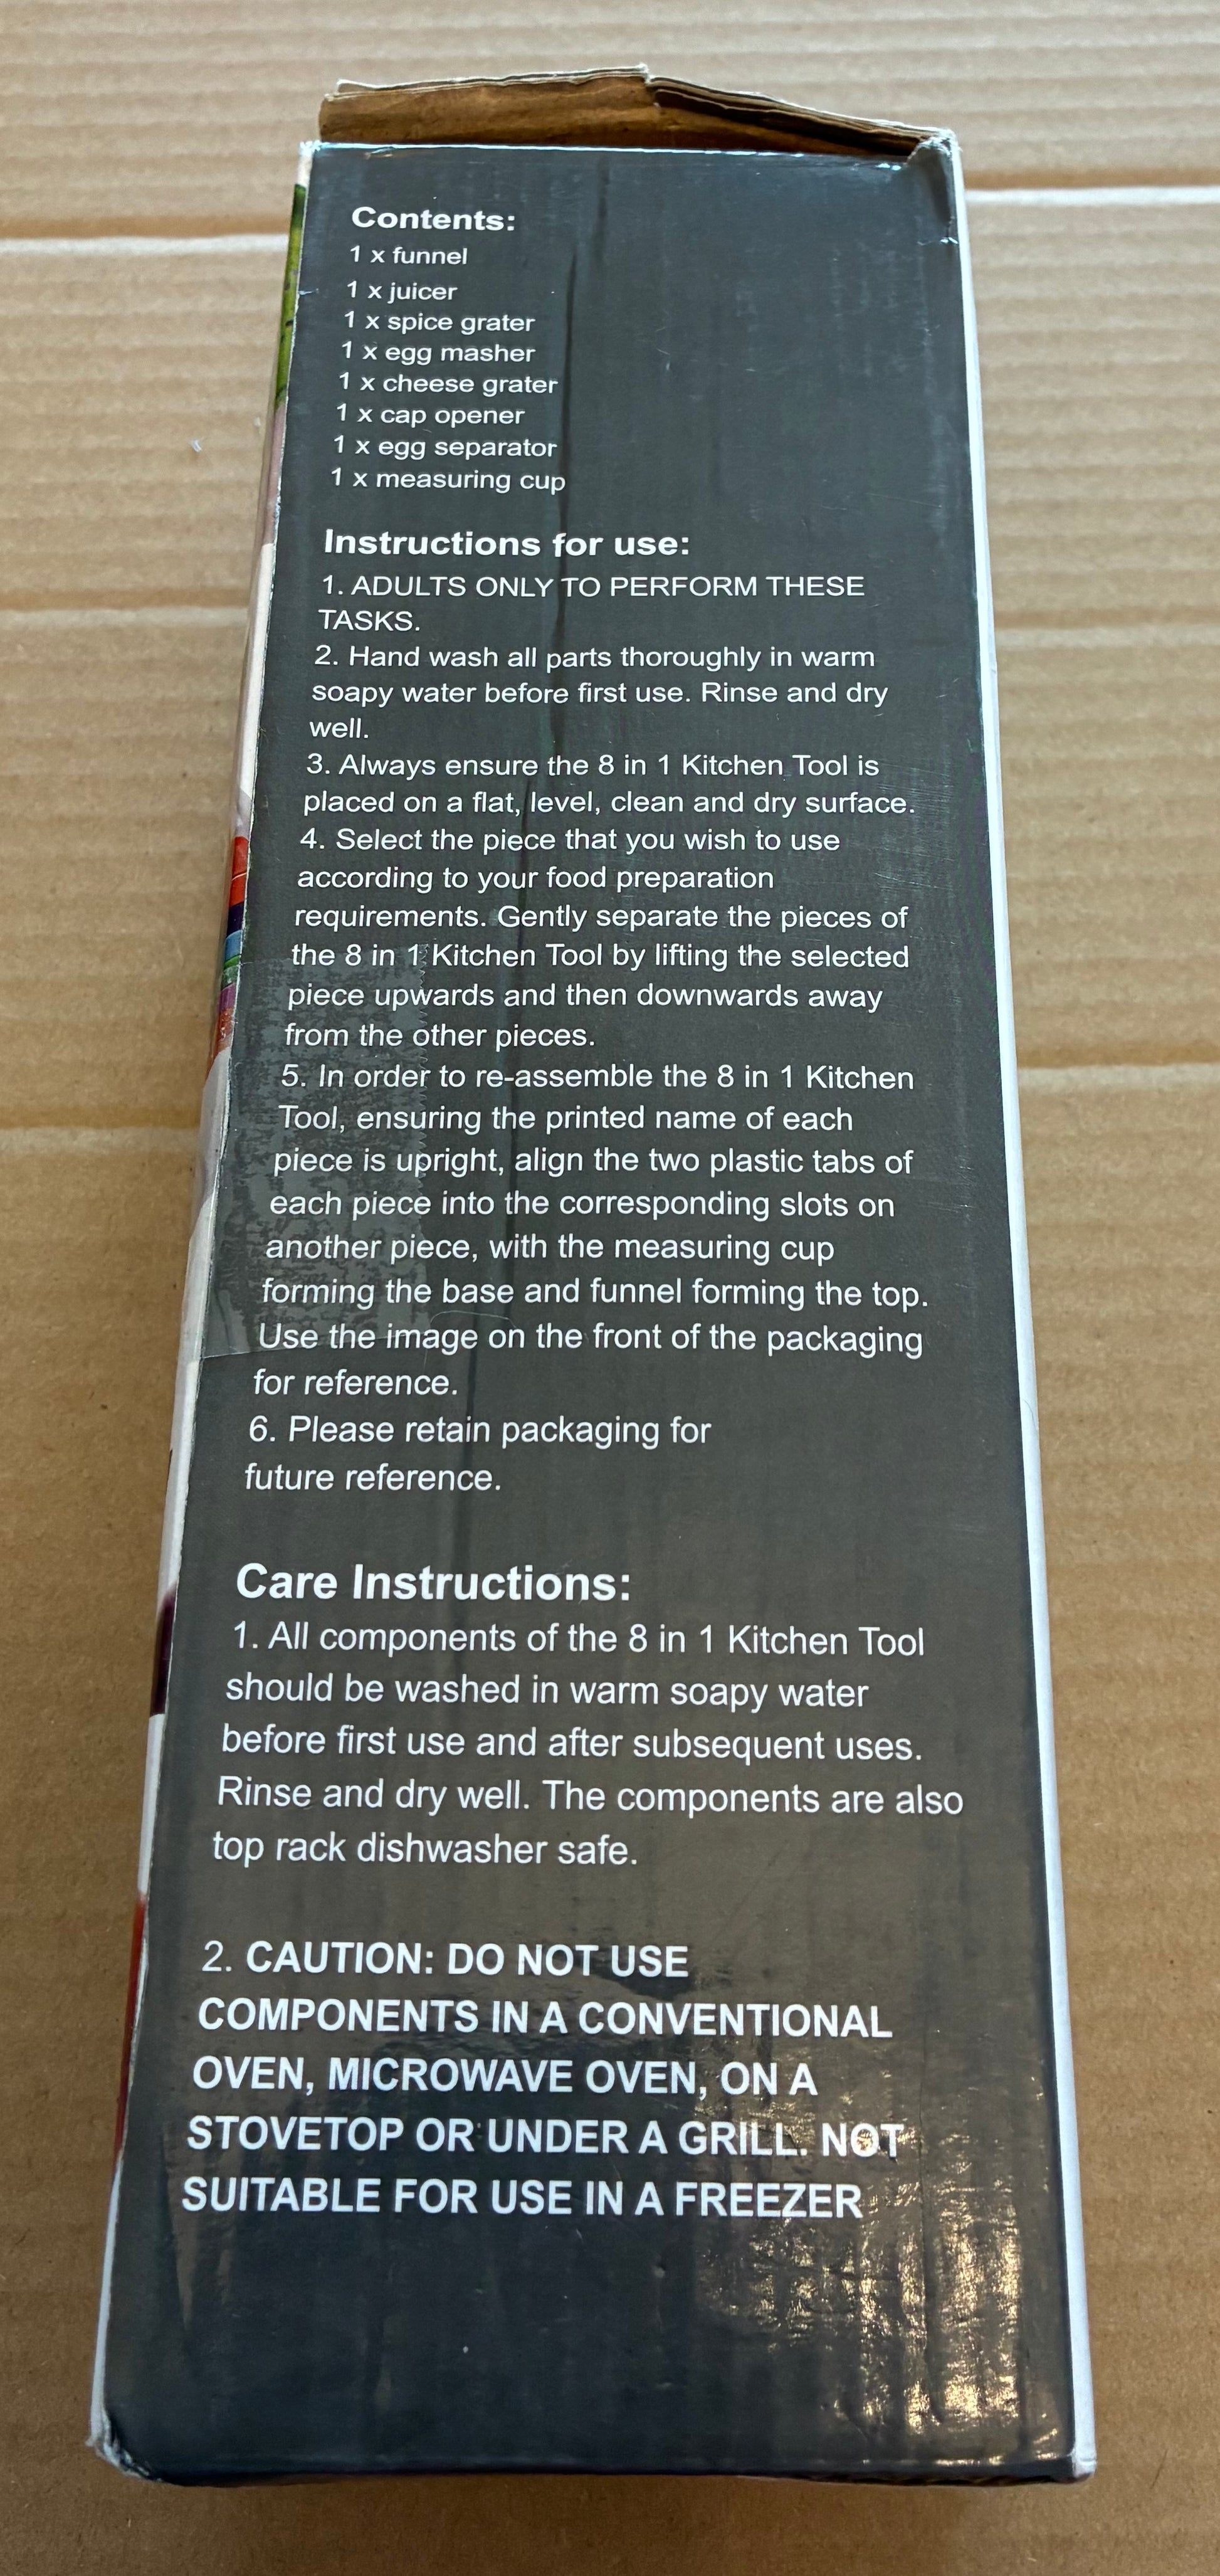 Contents:
1 x funnel
1 x juicer
1 x spice grater
1 x egg masher
1 x cheese grater
1 x cap opener
1 x egg separator
1 x measuring cup
Instructions for use:
1. ADULTS ONLY TO PERFORM THESE
TASKS.
2. Hand wash all parts thoroughly in warm
soapy water before first use. Rinse and dry
well.
3. Always ensure the 8 in 1 Kitchen Tool is
placed on a flat, level, clean and dry surface.
4. Select the piece that you wish to use
according to your food preparation
requirements. Gently separate the pieces of
the 8 in 1 Kitchen Tool by lifting the selected
piece upwards and then downwards away
from the other pieces.
5. In order to re-assemble the 8 in 1 Kitchen
Tool, ensuring the printed name of each
piece is upright, align the two plastic tabs of
each piece into the corresponding slots on
another piece, with the measuring cup
forming the base and funnel forming the top.
Use the image on the front of the packaging
for reference.
6. Please retain packaging for
future reference.
Care Instructions:
1. All components of the 8 in 1 Kitchen Tool
should be washed in warm soapy water
before first use and after subsequent uses.
Rinse and dry well. The components are also
top rack dishwasher safe.
2. CAUTION: DO NOT USE
COMPONENTS IN A CONVENTIONAL
OVEN, MICROWAVE OVEN, ON A
STOVETOP OR UNDER A GRILL. NOT
SUITABLE FOR USE IN A FREEZER